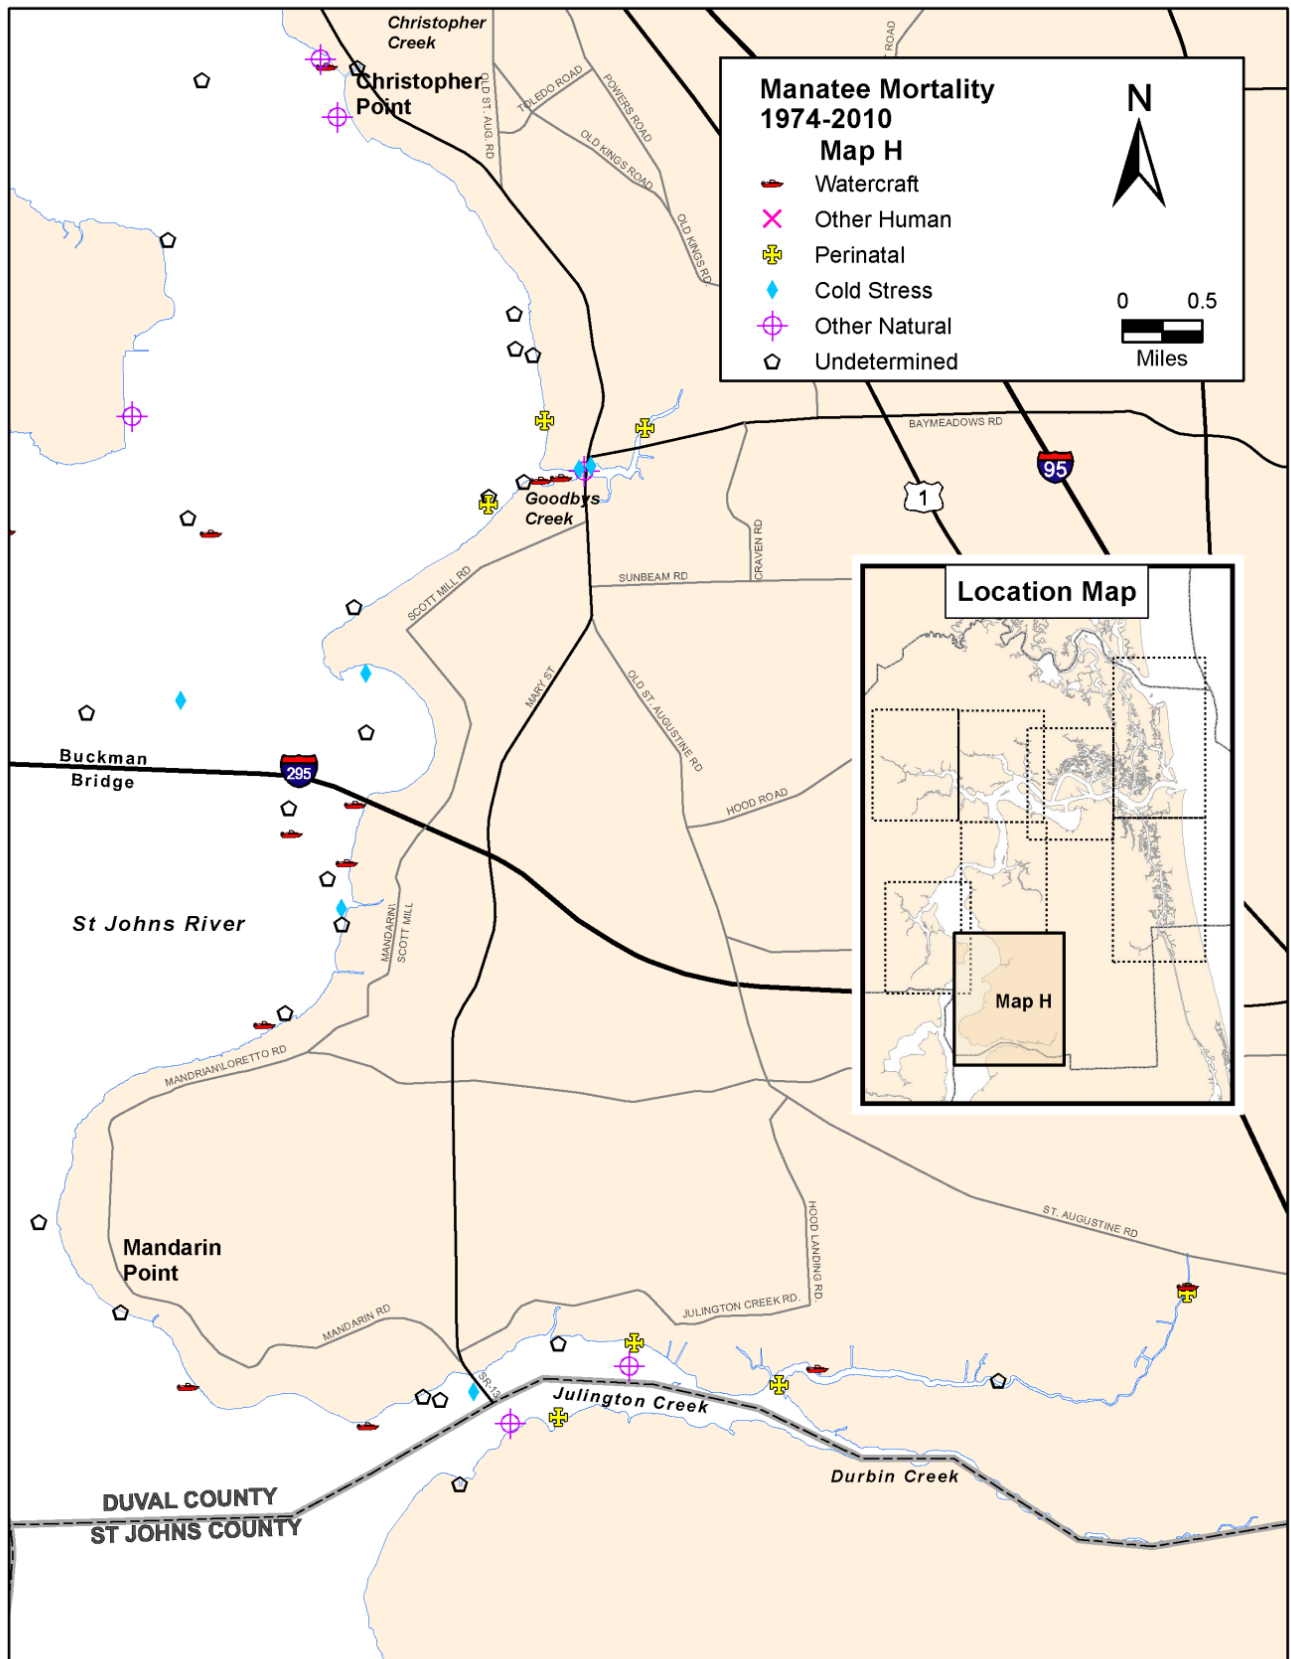 Christopher
Creek
ROAD
Christopher
Point
OLD ST. AUG. RD
TOLEDO ROAD
POWERS ROAD
OLD KINGS ROAD
OLD KINGS RD.
Manatee Mortality
1974-2010
Map H
Watercraft
Other Human
Perinatal
Cold Stress
Other Natural
Undetermined
N
0 0.5
Miles
BAYMEADOWS RD
95
1
Goodbys
Creek
CRAVEN RD
SUNBEAM RD
SCOTT MILL RD
MARY ST
OLD ST. AUGUSTINE RD
HOOD ROAD
Location Map
Map H
Buckman
Bridge
295
St Johns River
MANDARIN\
SCOTT MILL
MANDRIAN\LORETTO RD
Mandarin
Point
MANDARIN RD
HOOD LANDING RD.
ST. AUGUSTINE RD
JULINGTON CREEK RD.
SR-13
Julington Creek
Durbin Creek
DUVAL COUNTY
ST JOHNS COUNTY